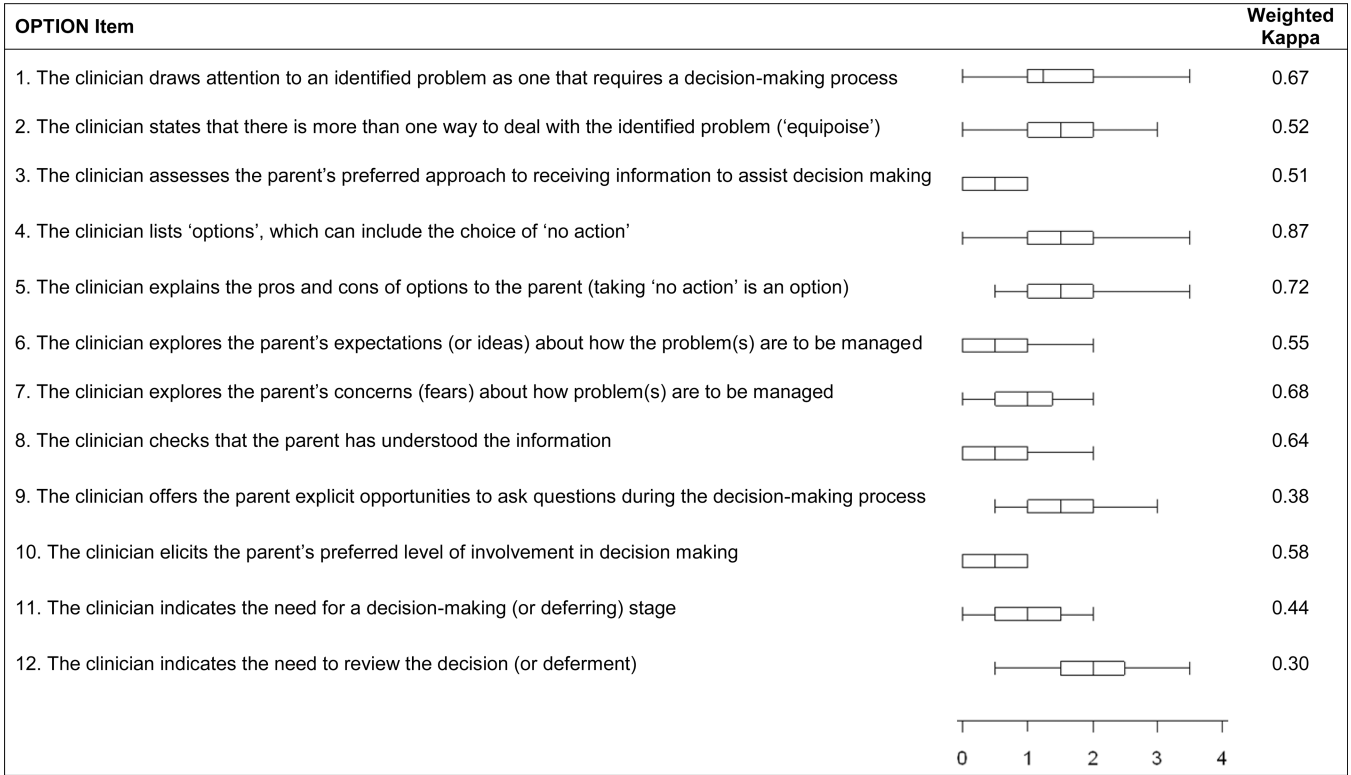 OPTION Item Weighted Kappa
1. The clinician draws attention to an identified problem as one that requires a decision-making process 0.67
2. The clinician states that there is more than one way to deal with the identified problem (‘equipoise’) 0.52
3. The clinician assesses the parent’s preferred approach to receiving information to assist decision making 0.51
4. The clinician lists ‘options’, which can include the choice of ‘no action’ 0.87
5. The clinician explains the pros and cons of options to the parent (taking ‘no action’ is an option) 0.72
6. The clinician explores the parent’s expectations (or ideas) about how the problem(s) are to be managed 0.55
7. The clinician explores the parent’s concerns (fears) about how problem(s) are to be managed 0.68
8. The clinician checks that the parent has understood the information 0.64
9. The clinician offers the parent explicit opportunities to ask questions during the decision-making process 0.38
10. The clinician elicits the parent’s preferred level of involvement in decision making 0.58
11. The clinician indicates the need for a decision-making (or deferring) stage 0.44
12. The clinician indicates the need to review the decision (or deferment) 0.30
0 1 2 3 4